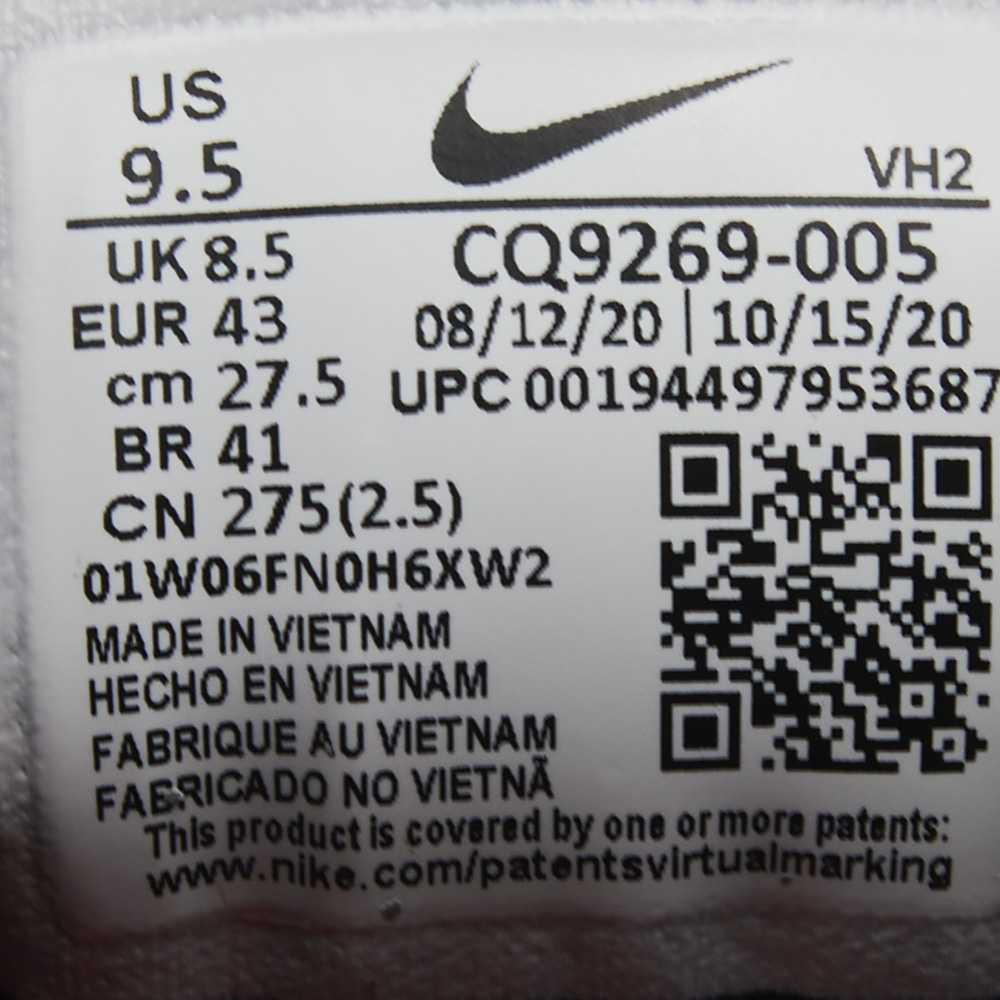 US
9.5
VH2
UK 8.5
CQ9269-005
EUR 43
08/12/20 | 10/15/20
cm 27.5
UPC 00194497953687
BR 41
CN 275(2.5)
01W06FN0H6XW2
MADE IN VIETNAM
HECHO EN VIETNAM
FABRIQUE AU VIETNAM
FABRICADO NO VIETNÃ
This product is covered by one or more patents:
www.nike.com/patentsvirtualmarking